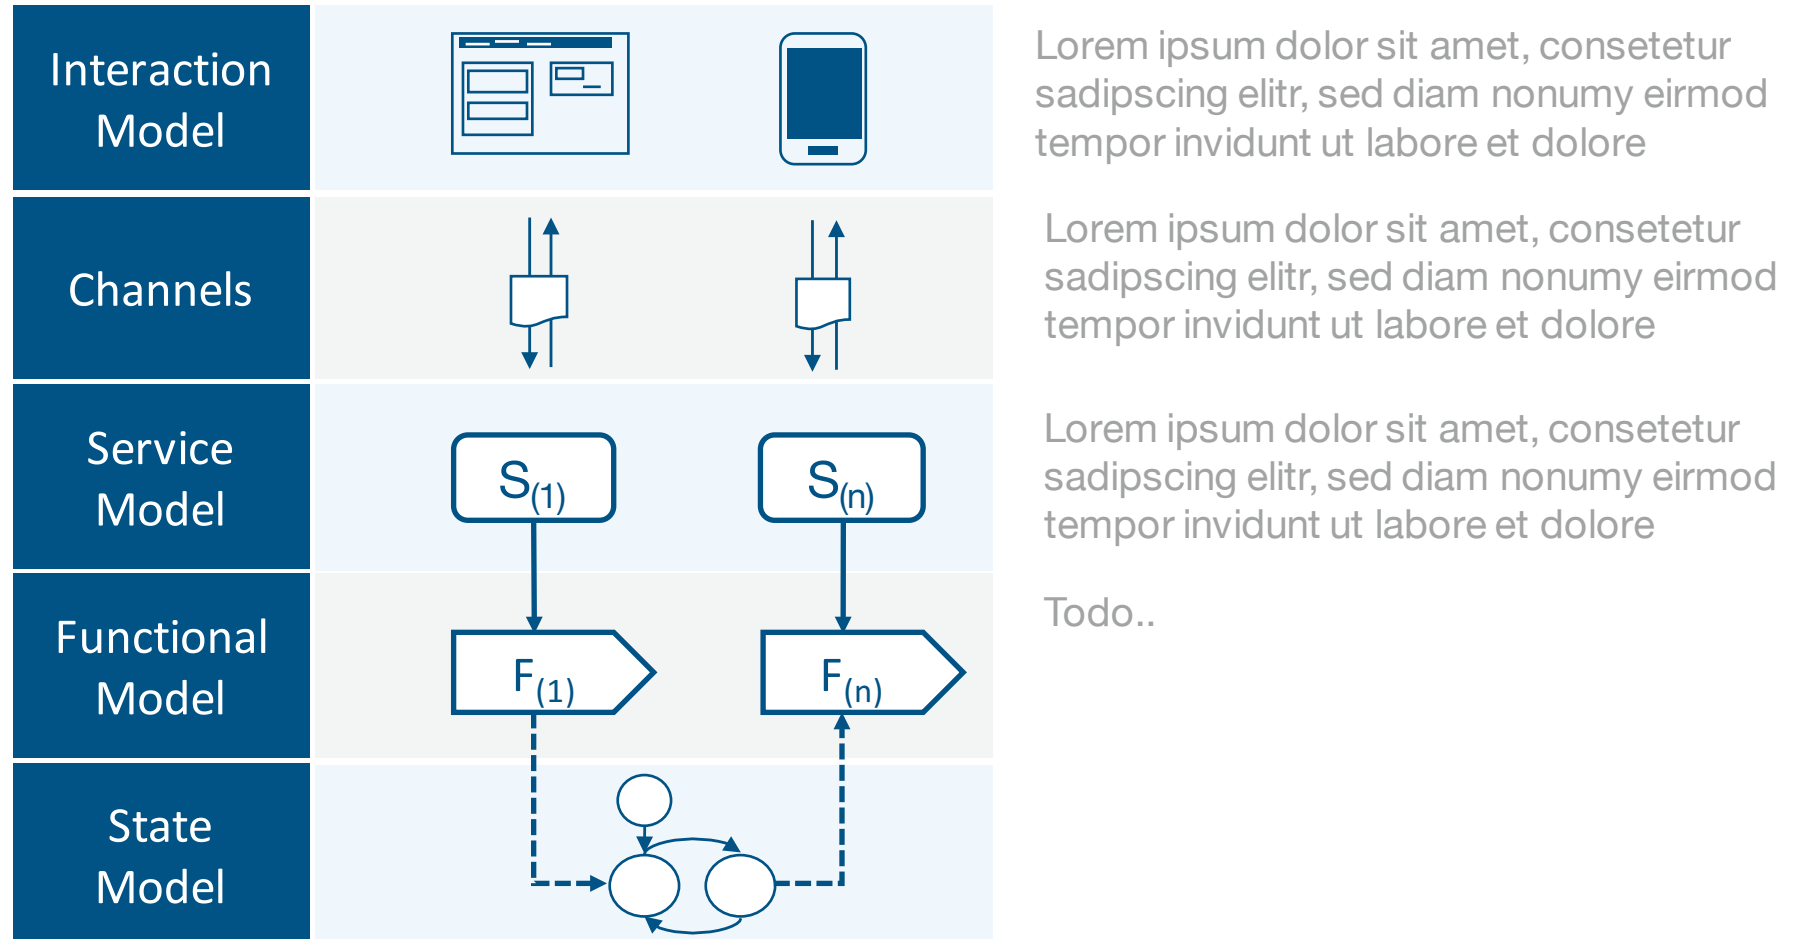 Interaction
Model
Lorem ipsum dolor sit amet, consetetur
sadipscing elitr, sed diam nonumy eirmod
tempor invidunt ut labore et dolore
Channels
Lorem ipsum dolor sit amet, consetetur
sadipscing elitr, sed diam nonumy eirmod
tempor invidunt ut labore et dolore
Service
Model
S(1)
S(n)
Lorem ipsum dolor sit amet, consetetur
sadipscing elitr, sed diam nonumy eirmod
tempor invidunt ut labore et dolore
Functional
Model
F(1)
F(n)
Todo..
State
Model